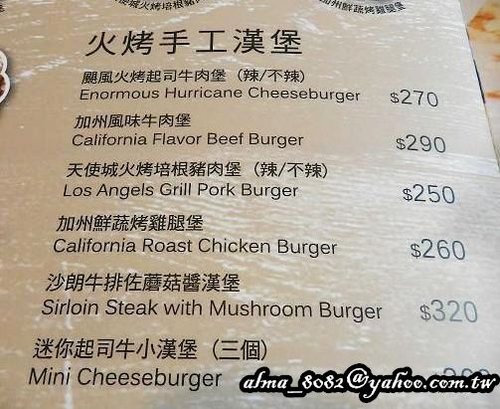 火烤手工漢堡
颶風火烤起司牛肉堡（辣/不辣）
Enormous Hurricane Cheeseburger $270
加州風味牛肉堡
California Flavor Beef Burger $290
天使城火烤培根豬肉堡（辣/不辣）
Los Angels Grill Pork Burger $250
加州鮮蔬烤雞腿堡
California Roast Chicken Burger $260
沙朗牛排佐蘑菇醬漢堡
Sirloin Steak with Mushroom Burger $320
迷你起司牛小漢堡（三個）
Mini Cheeseburger
alma_8082@yahoo.com.tw